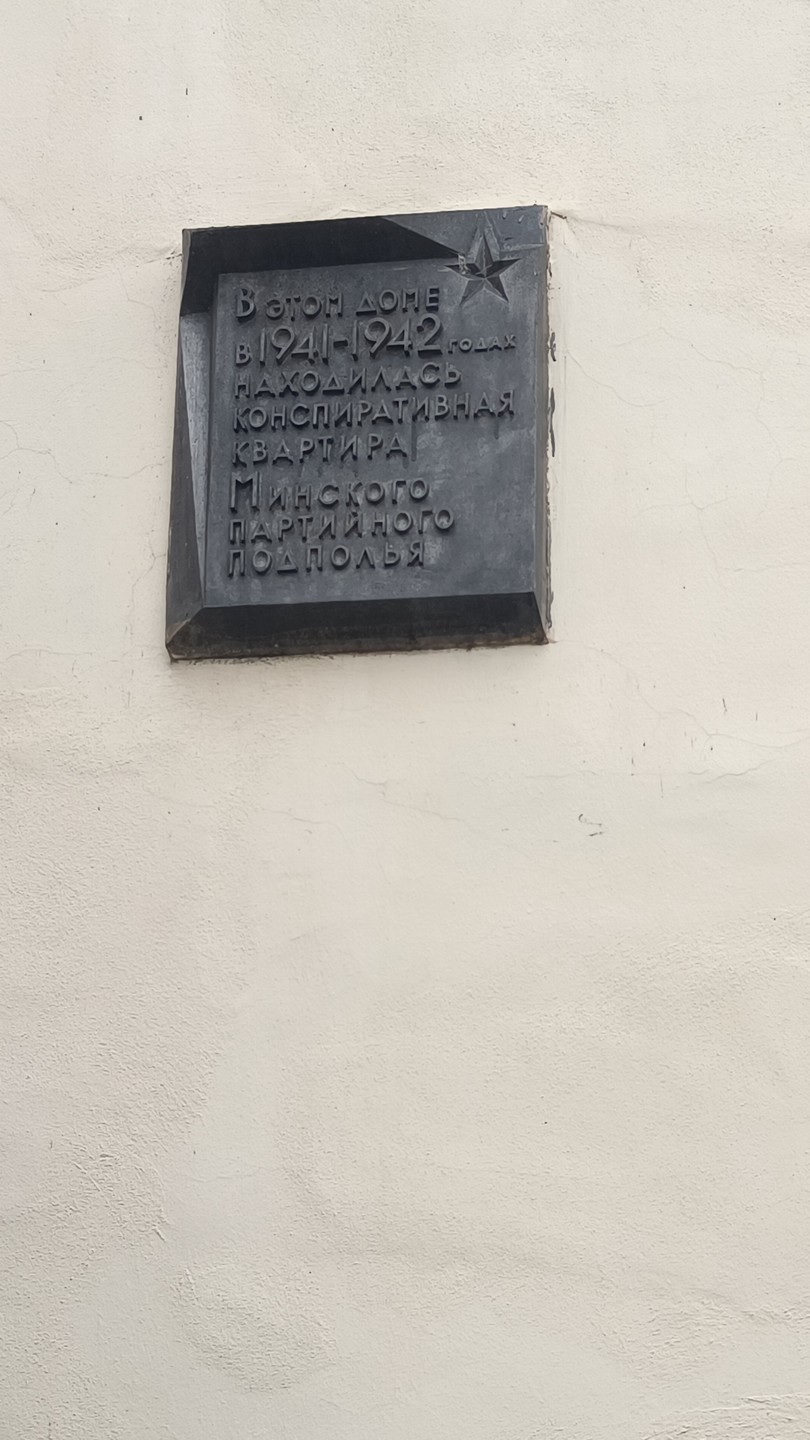 В ЭТОМ ДОМЕ
В 1941-1942 ГОДАХ
НАХОДИЛАСЬ
КОНСПИРАТИВНАЯ
КВАРТИРА
МИНСКОГО
ПАРТИЙНОГО
ПОДПОЛЬЯ